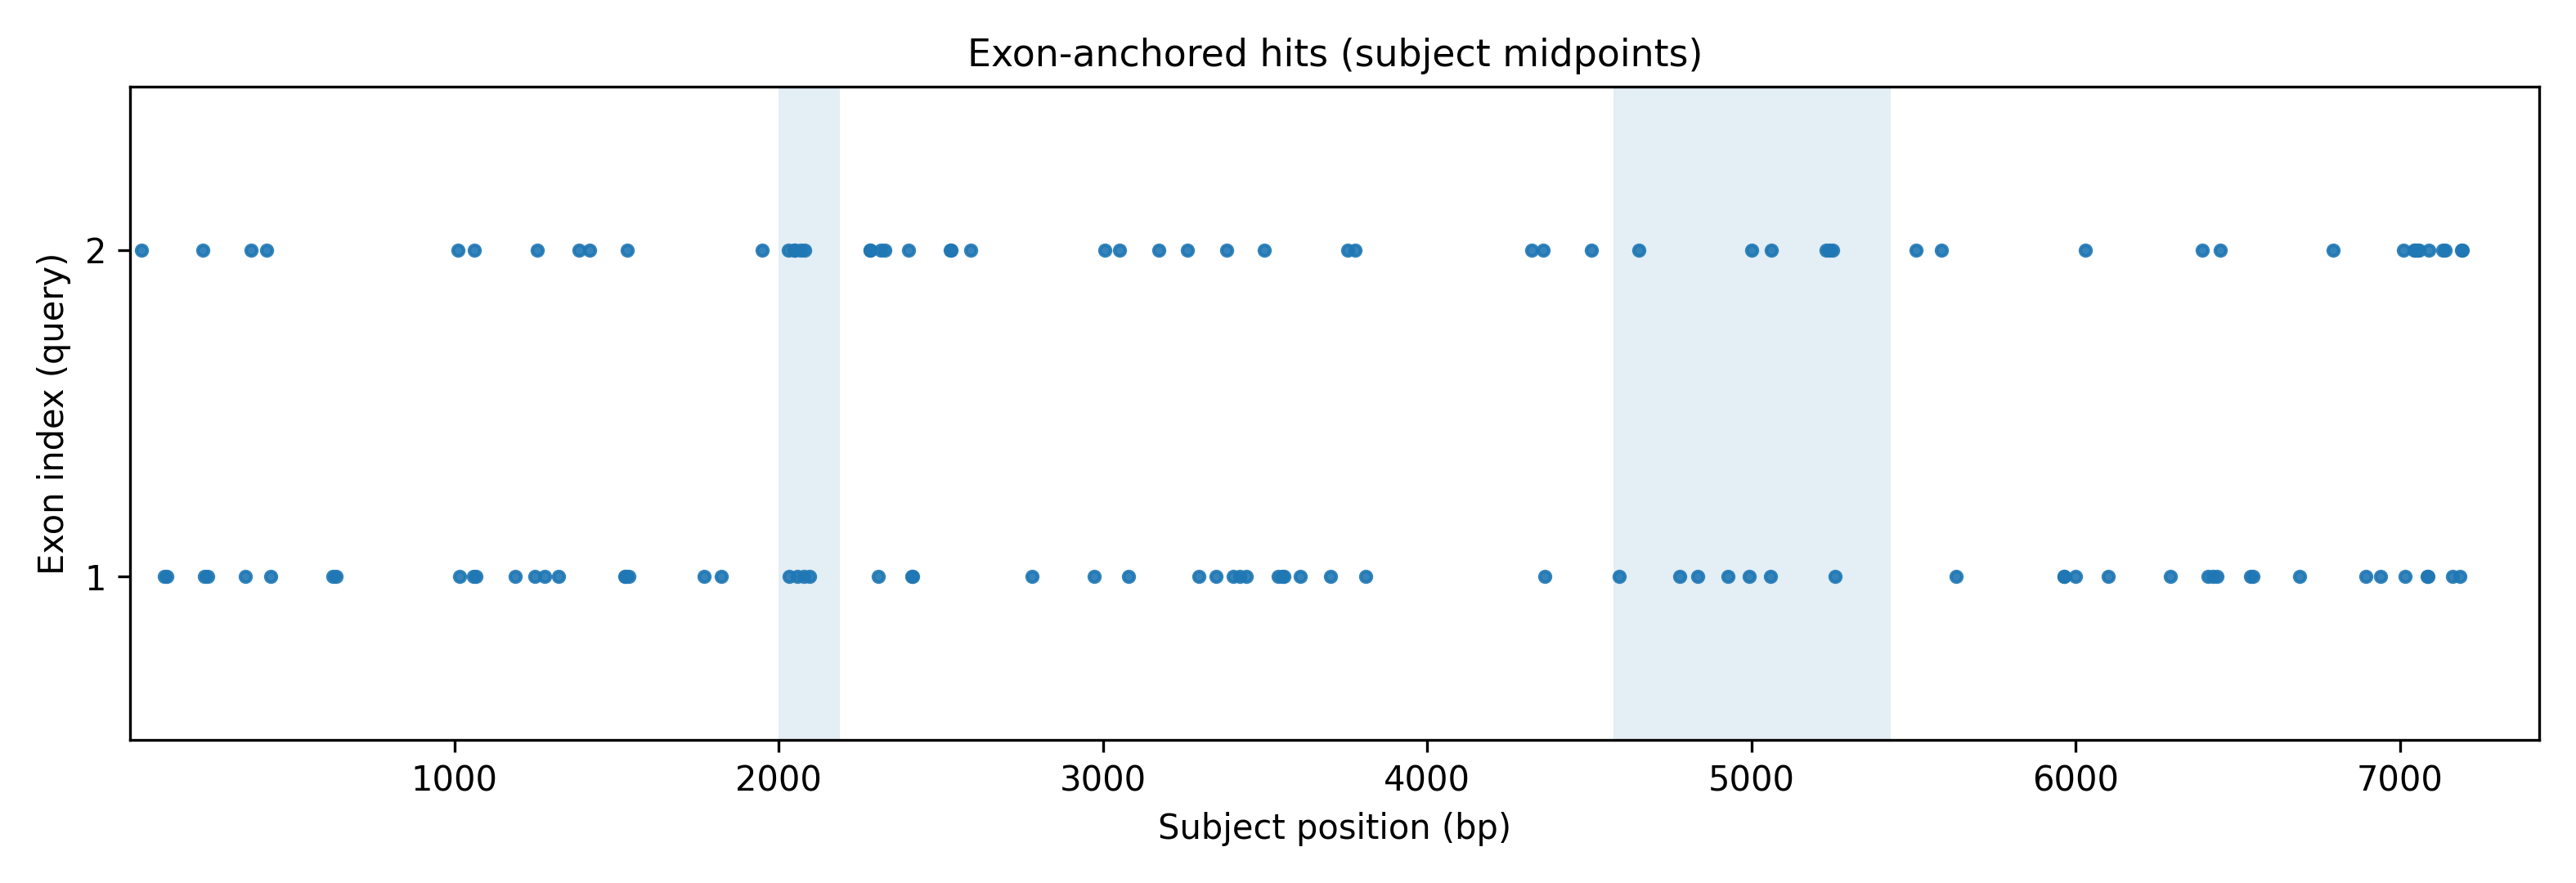 Exon-anchored hits (subject midpoints)
Exon index (query)
2
1
1000 2000 3000 4000 5000 6000 7000
Subject position (bp)